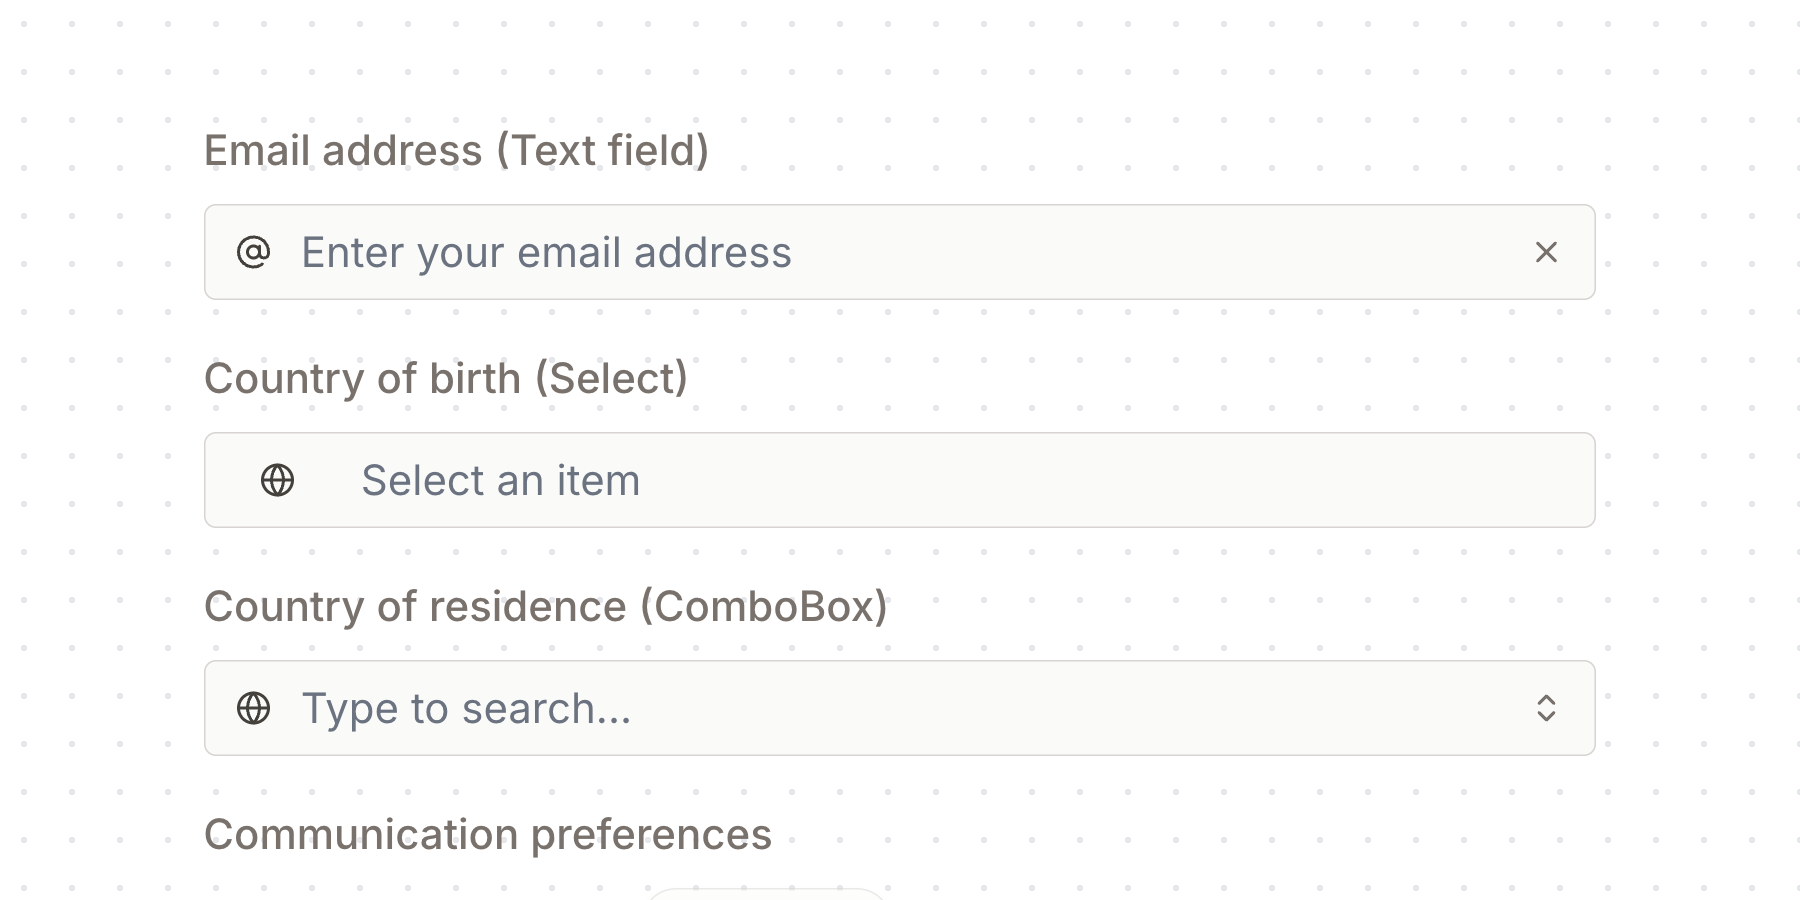 Email address (Text field)
Enter your email address
Country of birth (Select)
Select an item
Country of residence (ComboBox)
Type to search...
Communication preferences